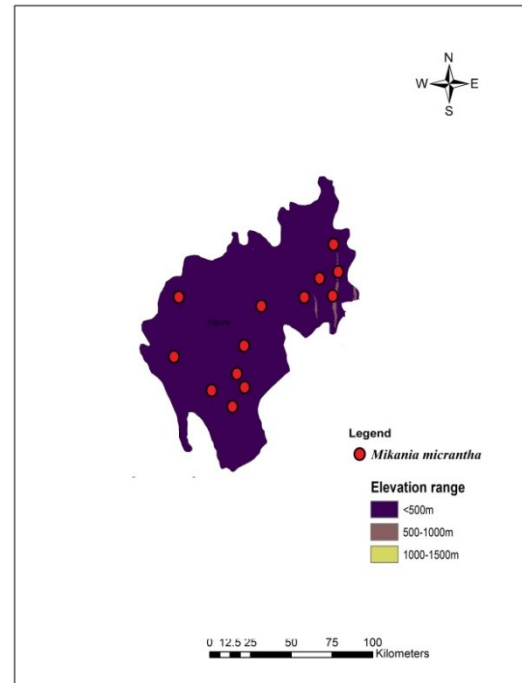 N
W E
S
Legend
Mikania micrantha
Elevation range
<500m
500-1000m
1000-1500m
0 12.5 25 50 75 100
Kilometers